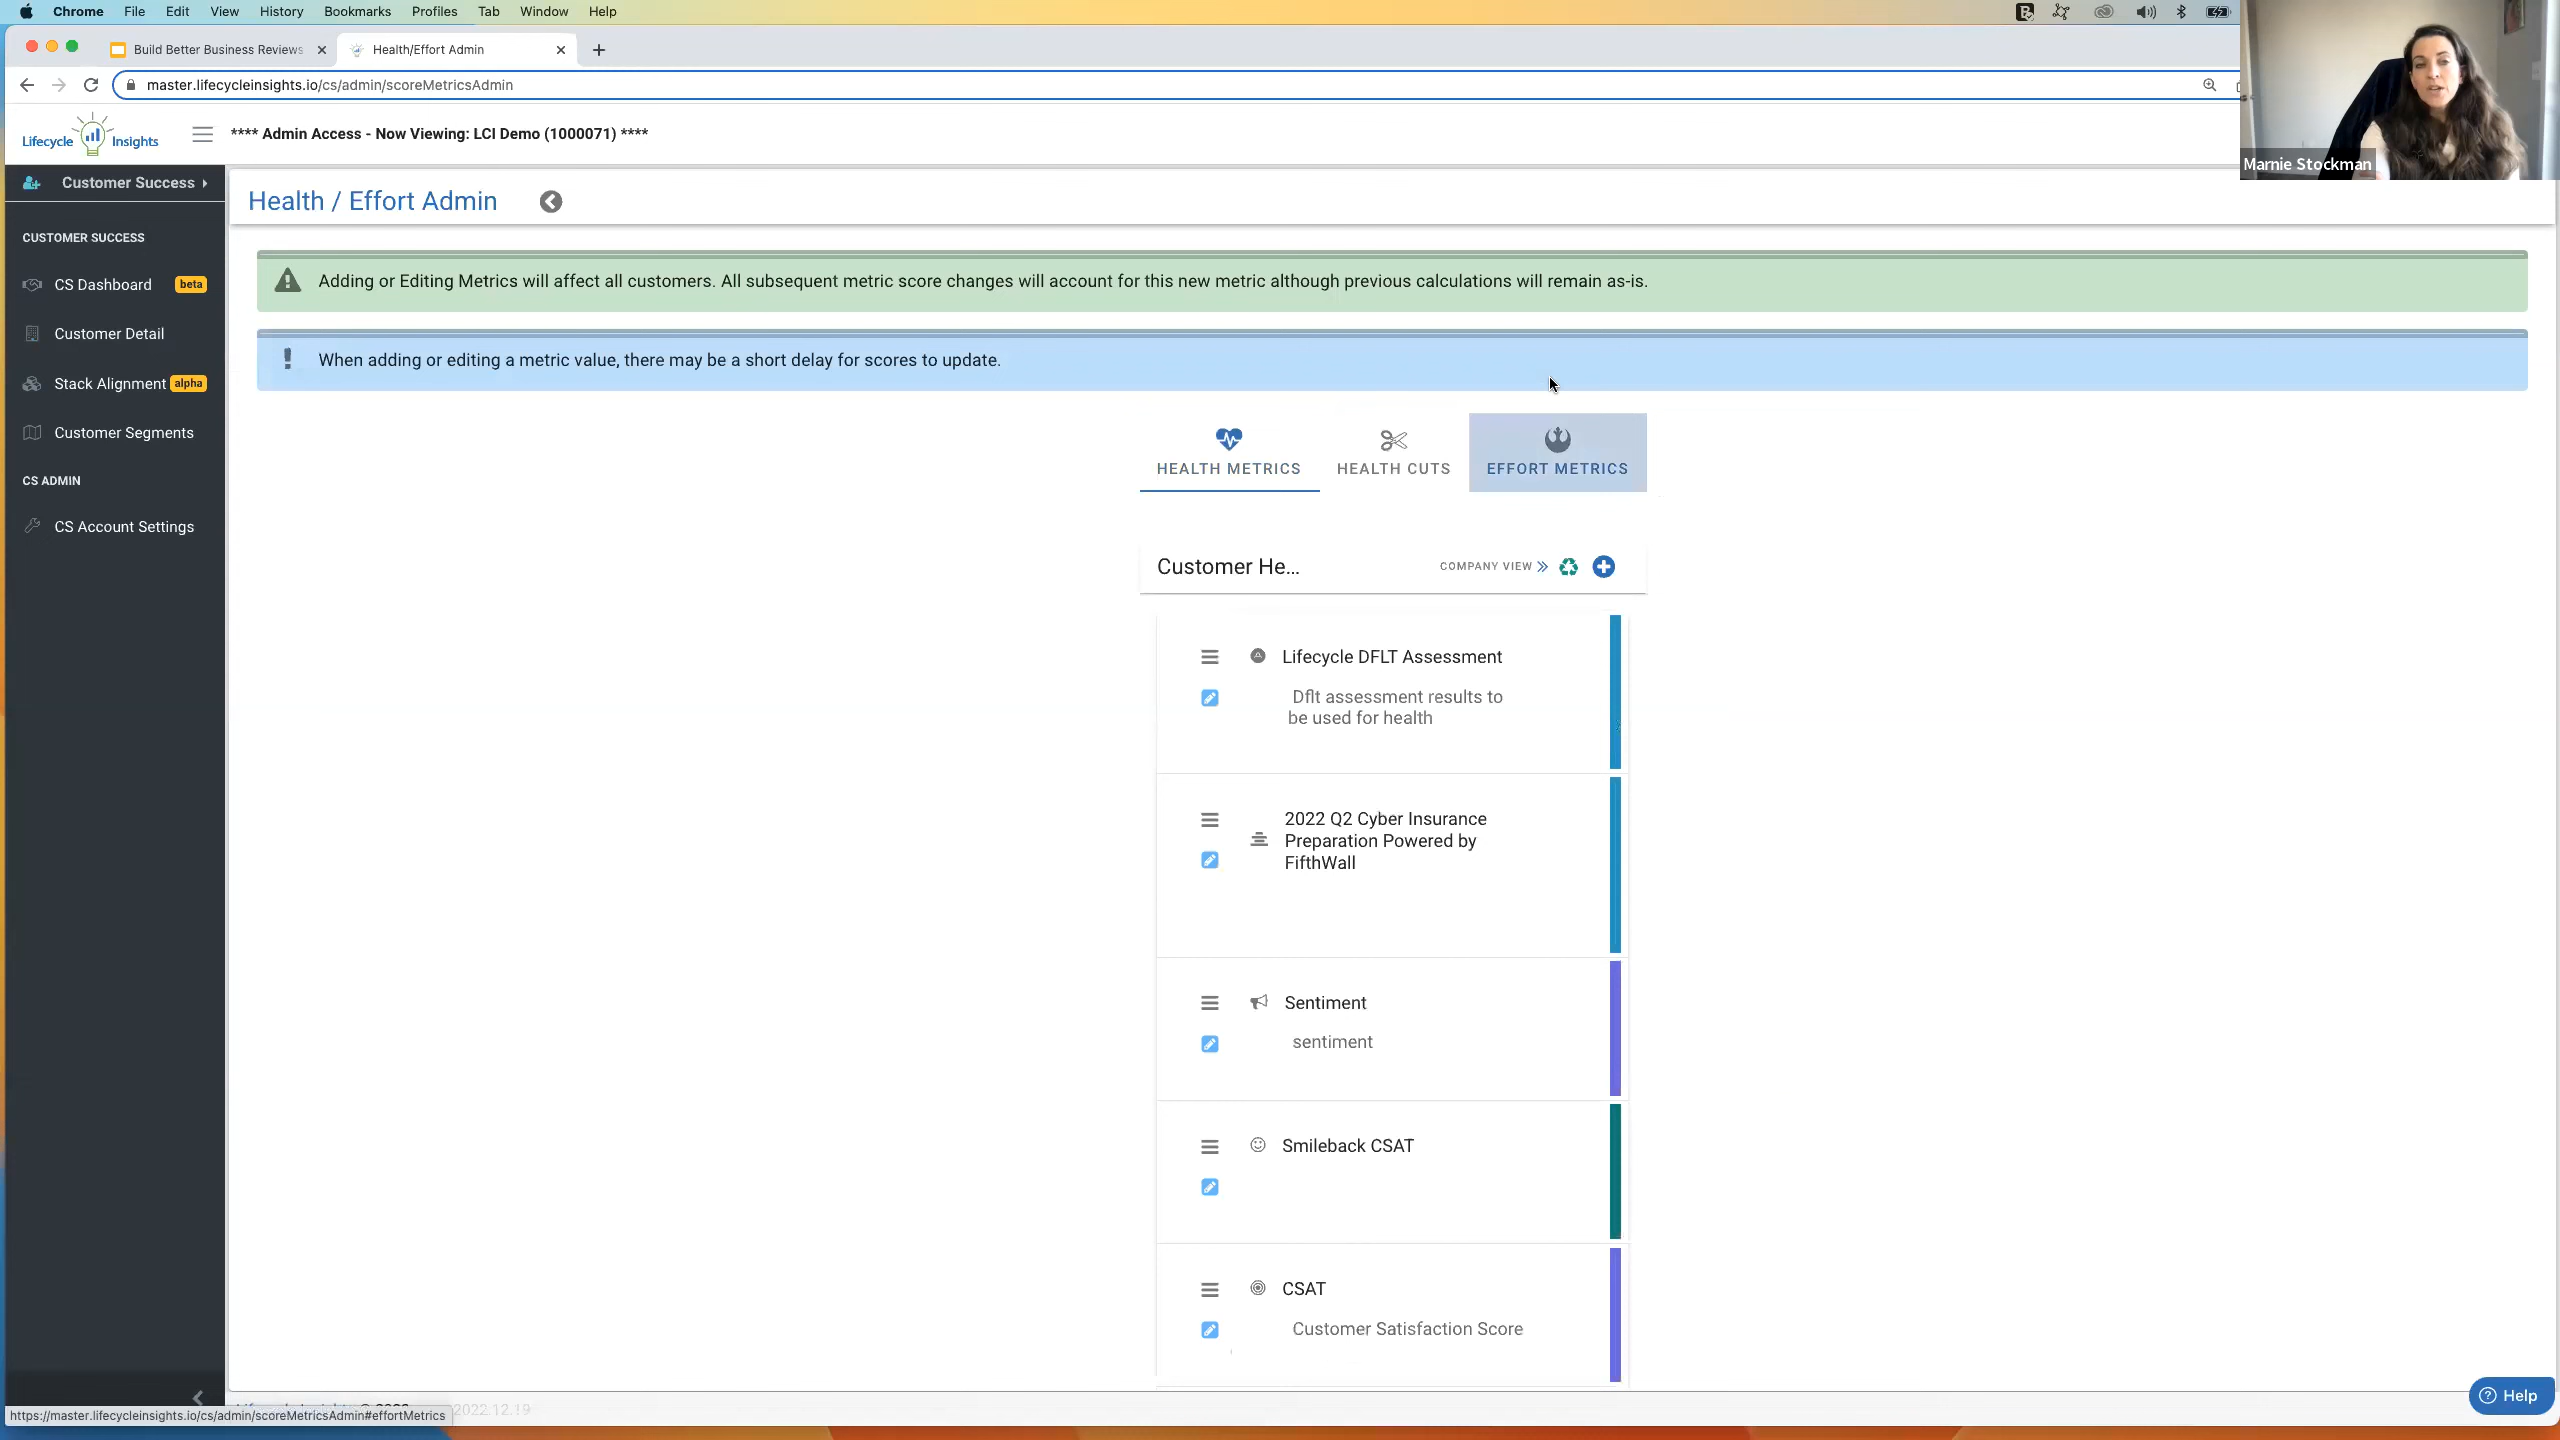 Chrome File Edit View History Bookmarks Profiles Tab Window Help
Build Better Business Reviews
Health/Effort Admin
master.lifecycleinsights.io/cs/admin/scoreMetricsAdmin
Marnie Stockman
Lifecycle Insights
**** Admin Access - Now Viewing: LCI Demo (1000071) ****
Customer Success
CUSTOMER SUCCESS
CS Dashboard beta
Customer Detail
Stack Alignment alpha
Customer Segments
CS ADMIN
CS Account Settings
Health / Effort Admin
Adding or Editing Metrics will affect all customers. All subsequent metric score changes will account for this new metric although previous calculations will remain as-is.
When adding or editing a metric value, there may be a short delay for scores to update.
HEALTH METRICS
HEALTH CUTS
EFFORT METRICS
Customer He...
COMPANY VIEW
Lifecycle DFLT Assessment
Dflt assessment results to
be used for health
2022 Q2 Cyber Insurance
Preparation Powered by
FifthWall
Sentiment
sentiment
Smileback CSAT
CSAT
Customer Satisfaction Score
Help
https://master.lifecycleinsights.io/cs/admin/scoreMetricsAdmin#effortMetrics
2022.12.19